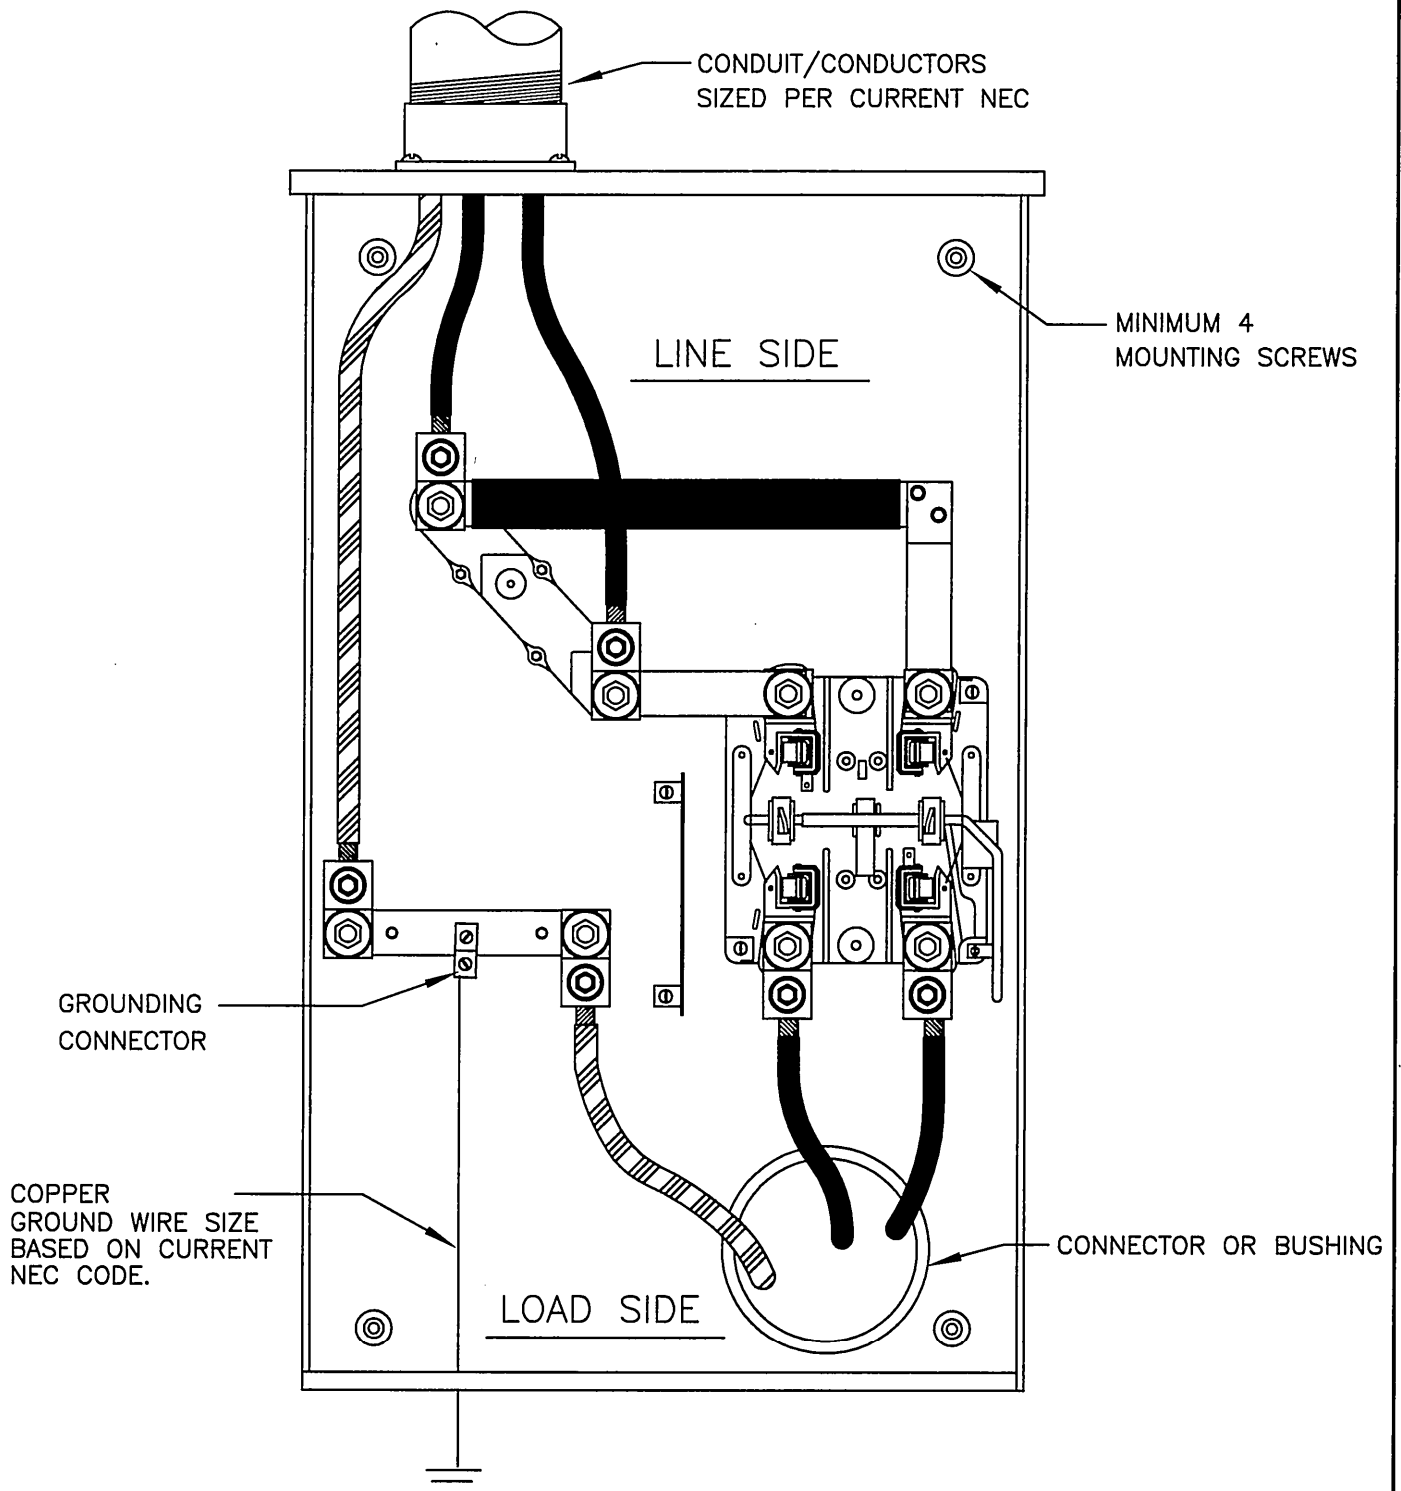 CONDUIT/CONDUCTORS
SIZED PER CURRENT NEC
MINIMUM 4
MOUNTING SCREWS
LINE SIDE
GROUNDING
CONNECTOR
COPPER
GROUND WIRE SIZE
BASED ON CURRENT
NEC CODE.
CONNECTOR OR BUSHING
LOAD SIDE